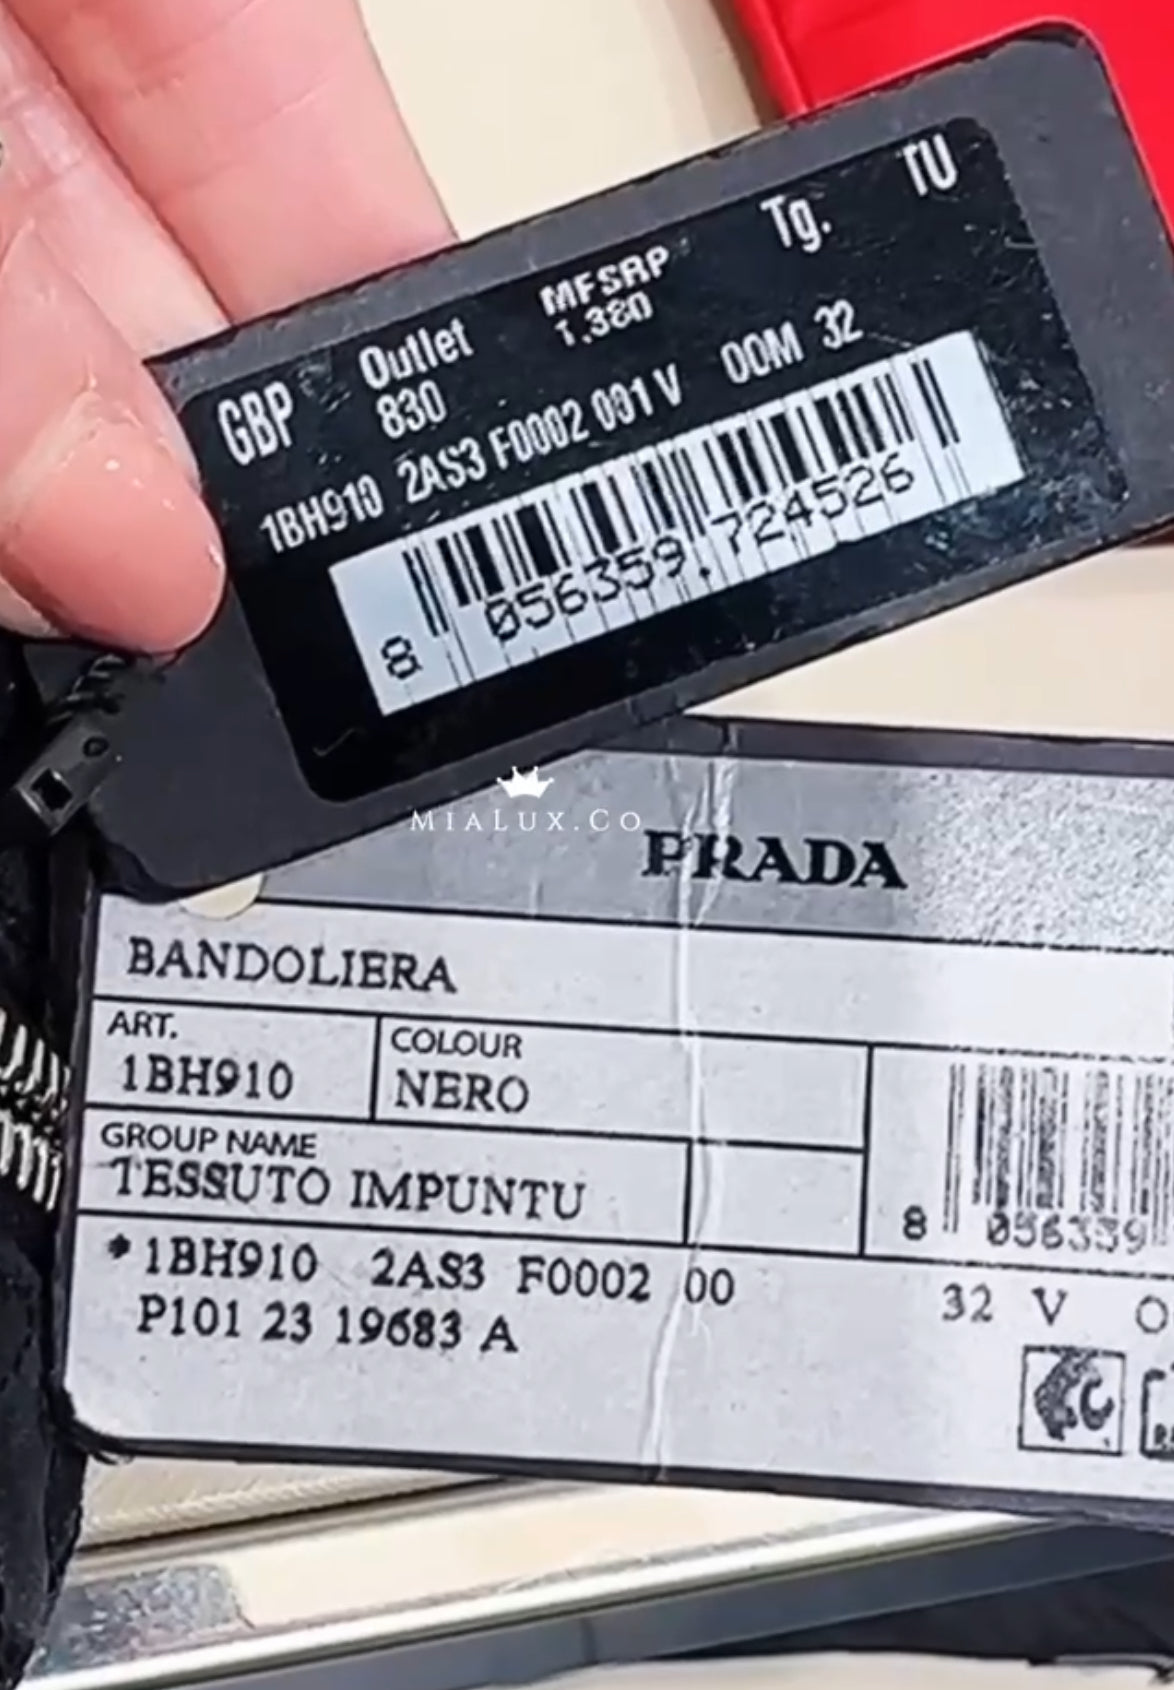 GBP Outlet MFSRP Tg. TU
830 1.380
1BH910 2AS3 F0002 001 V 00M 32
8 056359.724526
MIALUX.CO
PRADA
BANDOLIERA
ART. COLOUR
1BH910 NERO
GROUP NAME
TESSUTO IMPUNTU
*1BH910 2AS3 F0002 00 32 V O
P101 23 19683 A
8 056359